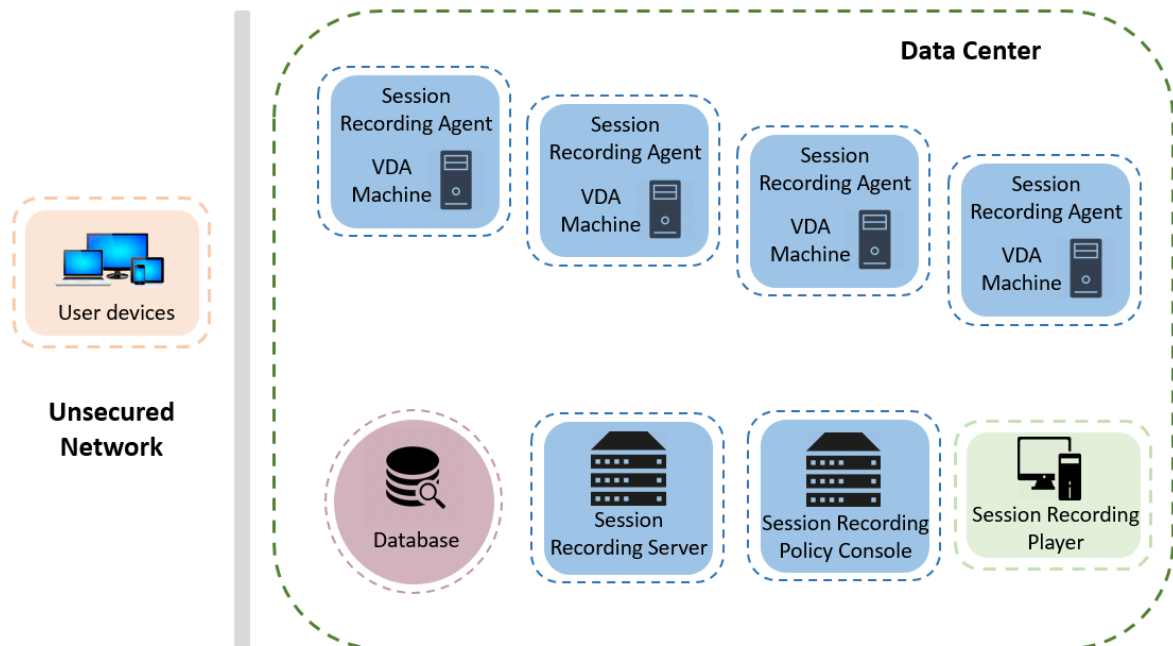 Data Center
Session
Recording Agent
VDA
Machine
Session
Recording Agent
VDA
Machine
Session
Recording Agent
VDA
Machine
Session
Recording Agent
VDA
Machine
User devices
Unsecured
Network
Database
Session
Recording Server
Session Recording
Policy Console
Session Recording
Player